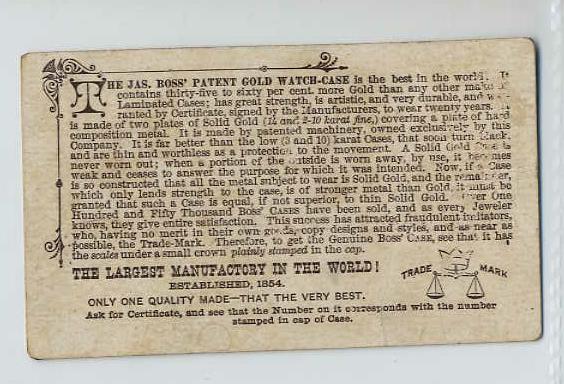 THE JAS. BOSS' PATENT GOLD WATCH-CASE is the best in the world. It
contains thirty-five to sixty per cent. more Gold than any other make of
Laminated Cases; has great strength, is artistic, and very durable, and war-
ranted by Certificate, signed by the Manufacturers, to wear twenty years. It
is made of two plates of Solid Gold (14 and 2-10 karat fine,) covering a plate of hard
composition metal. It is made by patented machinery, owned exclusively by this
Company. It is far better than the low (8 and 10) karat Cases, that soon turn black,
and are thin and worthless as a protection to the movement. A Solid Gold Case is
never worn out; when a portion of the outside is worn away, by use, it becomes
weak and ceases to answer the purpose for which it was intended. Now, if a Case
is so constructed that all the metal subject to wear is Solid Gold, and the remainder,
which only lends strength to the case, is of stronger metal than Gold, it must be
granted that such a Case is equal, if not superior, to thin Solid Gold. Over One
Hundred and Fifty Thousand BOSS' CASES have been sold, and as every Jeweler
knows, they give entire satisfaction. This success has attracted fraudulent imitators,
who, having no merit in their own goods, copy designs and styles, and as near as
possible, the Trade-Mark. Therefore, to get the Genuine BOSS' CASE, see that it has
the scales under a small crown plainly stamped in the cap.
THE LARGEST MANUFACTORY IN THE WORLD!
ESTABLISHED, 1854.
TRADE MARK
ONLY ONE QUALITY MADE—THAT THE VERY BEST.
Ask for Certificate, and see that the Number on it corresponds with the number
stamped in cap of Case.